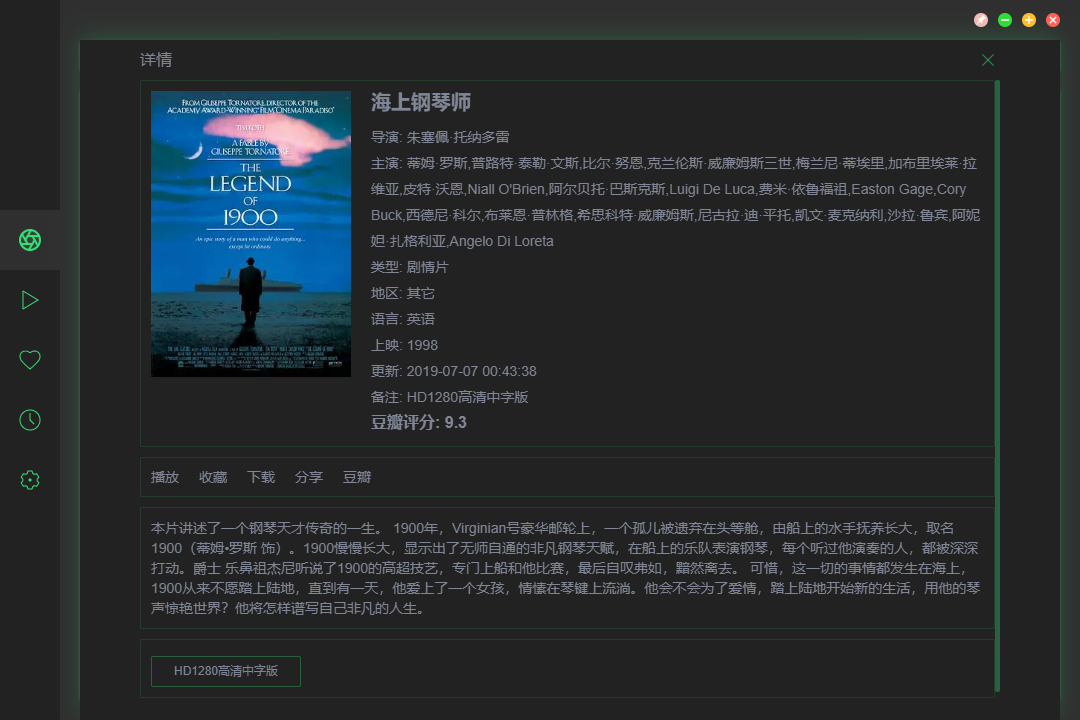 详情
FROM GIUSEPPE TORNATORE, DIRECTOR OF THE
ACADEMY AWARD-WINNING FILM "CINEMA PARADISO"
TIM ROTH
A FABLE BY
GIUSEPPE TORNATORE
THE
LEGEND
OF
1900
An epic story of a man who could do anything...
except be ordinary.
海上钢琴师
导演: 朱塞佩·托纳多雷
主演: 蒂姆·罗斯,普路特·泰勒·文斯,比尔·努恩,克兰伦斯·威廉姆斯三世,梅兰尼·蒂埃里,加布里埃莱·拉
维亚,皮特·沃恩,Niall O'Brien,阿尔贝托·巴斯克斯,Luigi De Luca,费米·依鲁福祖,Easton Gage,Cory
Buck,西德尼·科尔,布莱恩·普林格,希思科特·威廉姆斯,尼古拉·迪·平托,凯文·麦克纳利,沙拉·鲁宾,阿妮
妲·扎格利亚,Angelo Di Loreta
类型: 剧情片
地区: 其它
语言: 英语
上映: 1998
更新: 2019-07-07 00:43:38
备注: HD1280高清中字版
豆瓣评分: 9.3
播放 收藏 下载 分享 豆瓣
本片讲述了一个钢琴天才传奇的一生。 1900年，Virginian号豪华邮轮上，一个孤儿被遗弃在头等舱，由船上的水手抚养长大，取名
1900（蒂姆•罗斯 饰）。1900慢慢长大，显示出了无师自通的非凡钢琴天赋，在船上的乐队表演钢琴，每个听过他演奏的人，都被深深
打动。爵士 乐鼻祖杰尼听说了1900的高超技艺，专门上船和他比赛，最后自叹弗如，黯然离去。 可惜，这一切的事情都发生在海上，
1900从来不愿踏上陆地，直到有一天，他爱上了一个女孩，情愫在琴键上流淌。他会不会为了爱情，踏上陆地开始新的生活，用他的琴
声惊艳世界？他将怎样谱写自己非凡的人生。
HD1280高清中字版